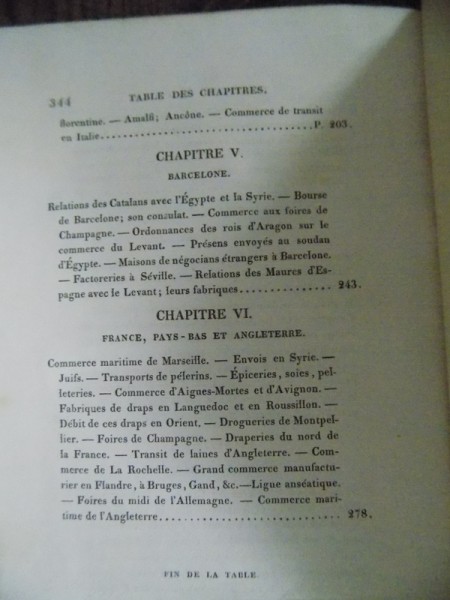 344 TABLE DES CHAPITRES.
florentine. — Amalfi; Ancône. — Commerce de transit
en Italie.......................................P. 203.
CHAPITRE V.
BARCELONE.
Relations des Catalans avec l'Égypte et la Syrie. — Bourse
de Barcelone; son consulat. — Commerce aux foires de
Champagne. — Ordonnances des rois d'Aragon sur le
commerce du Levant. — Présens envoyés au soudan
d'Égypte. — Maisons de négocians étrangers à Barcelone.
— Factoreries à Séville. — Relations des Maures d'Es-
pagne avec le Levant; leurs fabriques................243.
CHAPITRE VI.
FRANCE, PAYS-BAS ET ANGLETERRE.
Commerce maritime de Marseille. — Envois en Syrie. —
Juifs. — Transports de pélerins. — Épiceries, soies, pel-
leteries. — Commerce d'Aigues-Mortes et d'Avignon. —
Fabriques de draps en Languedoc et en Roussillon. —
Débit de ces draps en Orient. — Drogueries de Montpel-
lier. — Foires de Champagne. — Draperies du nord de
la France. — Transit de laines d'Angleterre. — Com-
merce de La Rochelle. — Grand commerce manufactu-
rier en Flandre, à Bruges, Gand, &c.—Ligue anséatique.
— Foires du midi de l'Allemagne. — Commerce mari-
time de l'Angleterre................................278.
FIN DE LA TABLE